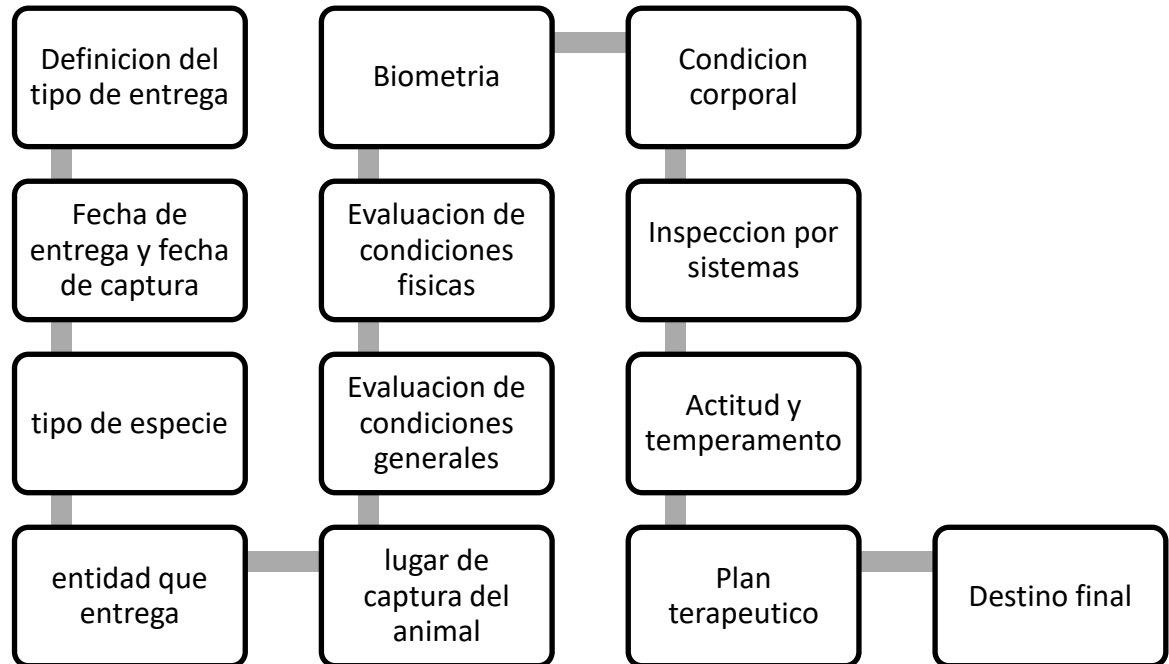 Definicion del
tipo de entrega
Fecha de
entrega y fecha
de captura
tipo de especie
entidad que
entrega
lugar de
captura del
animal
Evaluacion de
condiciones
generales
Evaluacion de
condiciones
fisicas
Biometria
Condicion
corporal
Inspeccion por
sistemas
Actitud y
temperamento
Plan
terapeutico
Destino final